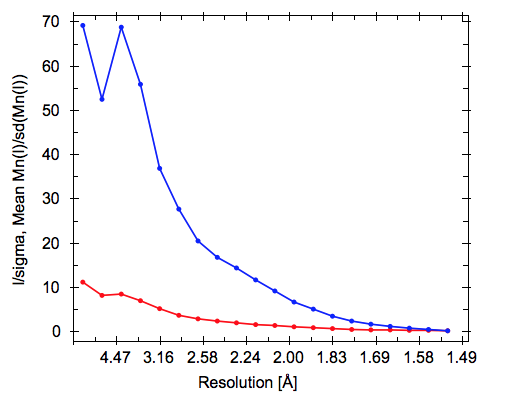 70
60
50
40
30
20
10
0
I/sigma, Mean Mn(I)/sd(Mn(I))
4.47 3.16 2.58 2.24 2.00 1.83 1.69 1.58 1.49
Resolution [Å]